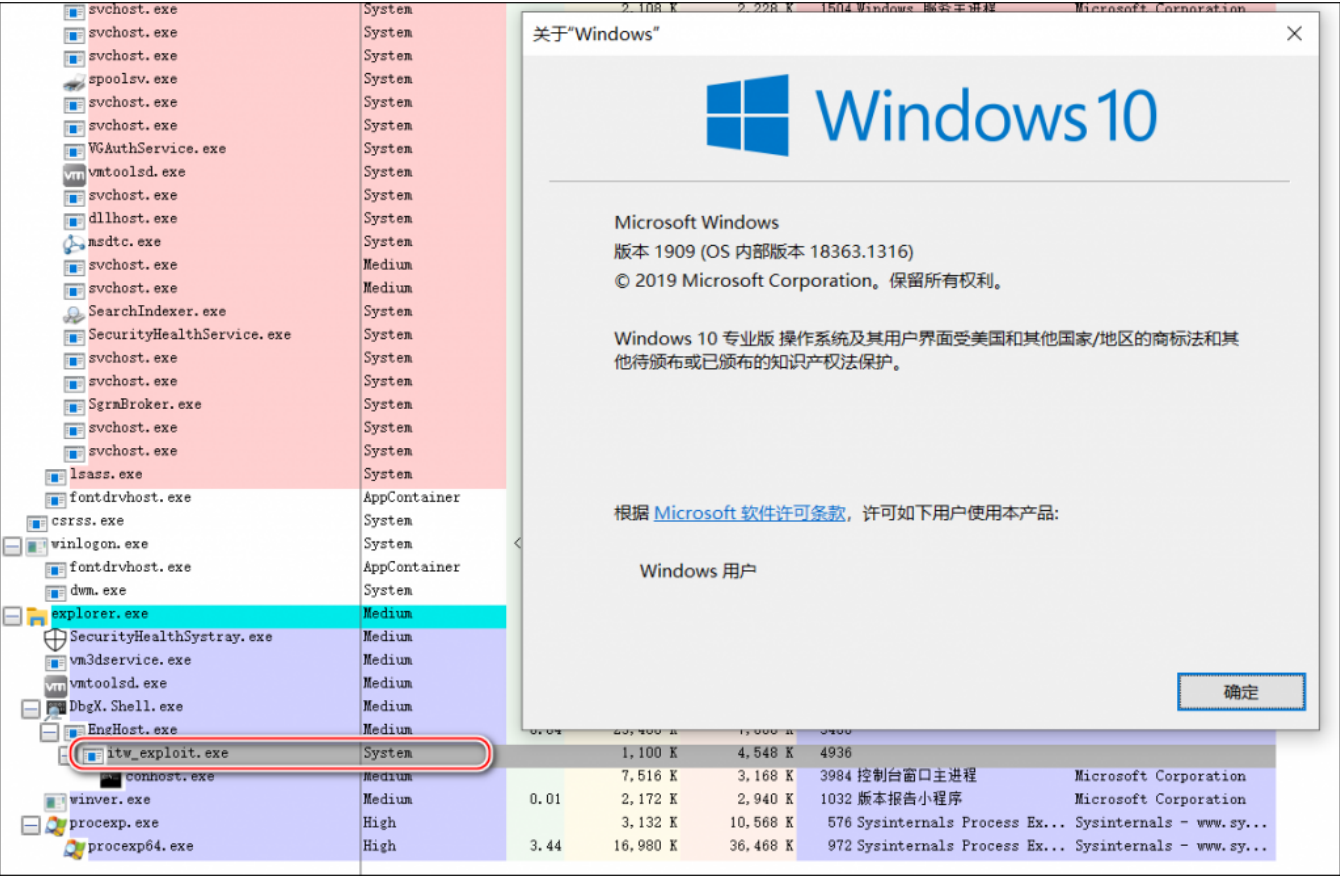 svchost.exe System 2,108 K 2,228 K 1504 Windows 服务主进程 Microsoft Corporation
svchost.exe System
svchost.exe System
spoolsv.exe System
svchost.exe System
svchost.exe System
VGAuthService.exe System
vmtoolsd.exe System
svchost.exe System
dllhost.exe System
msdtc.exe System
svchost.exe Medium
svchost.exe Medium
SearchIndexer.exe System
SecurityHealthService.exe System
svchost.exe System
svchost.exe System
SgrmBroker.exe System
svchost.exe System
svchost.exe System
lsass.exe System
fontdrvhost.exe AppContainer
csrss.exe System
winlogon.exe System
fontdrvhost.exe AppContainer
dwm.exe System
explorer.exe Medium
SecurityHealthSystray.exe Medium
vm3dservice.exe Medium
vmtoolsd.exe Medium
DbgX.Shell.exe Medium
EngHost.exe Medium
itw_exploit.exe System 1,100 K 4,548 K 4936
conhost.exe Medium 7,516 K 3,168 K 3984 控制台窗口主进程 Microsoft Corporation
winver.exe Medium 0.01 2,172 K 2,940 K 1032 版本报告小程序 Microsoft Corporation
procexp.exe High 3,132 K 10,568 K 576 Sysinternals Process Ex... Sysinternals - www.sy...
procexp64.exe High 3.44 16,980 K 36,468 K 972 Sysinternals Process Ex... Sysinternals - www.sy...
关于“Windows”
Windows 10
Microsoft Windows
版本 1909 (OS 内部版本 18363.1316)
© 2019 Microsoft Corporation。保留所有权利。
Windows 10 专业版 操作系统及其用户界面受美国和其他国家/地区的商标法和其
他待颁布或已颁布的知识产权法保护。
根据 Microsoft 软件许可条款，许可如下用户使用本产品:
Windows 用户
确定